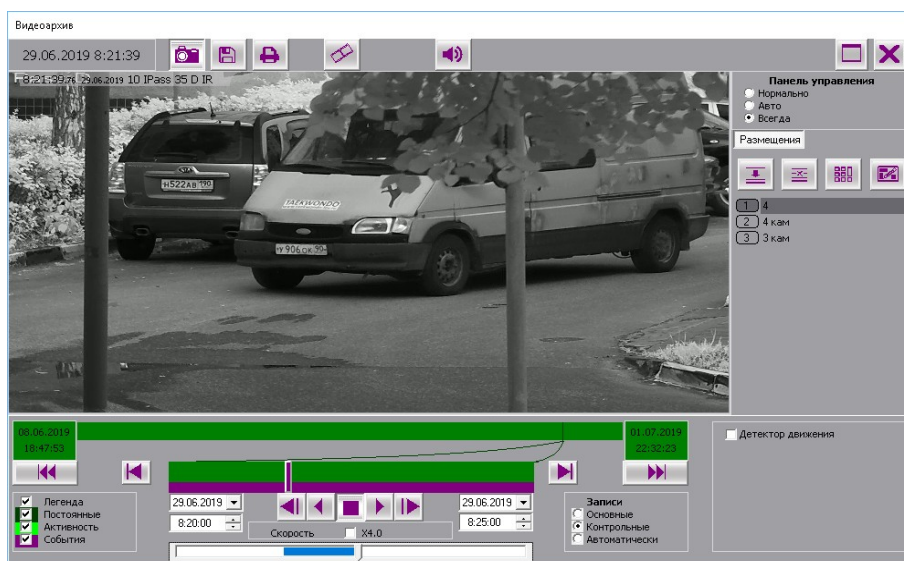 Видеоархив
29.06.2019 8:21:39
8:21:39.76 29.06.2019 10 IPass 35 D IR
Панель управления
Нормально
Авто
Всегда
Размещения
1 4
2 4 кам
3 3 кам
KIA
Н522АВ 190
TAEKWONDO
У906ОК 90
08.06.2019
18:47:53
01.07.2019
22:32:23
Детектор движения
Легенда
Постоянные
Активность
События
29.06.2019
8:20:00
Скорость X4.0
29.06.2019
8:25:00
Записи
Основные
Контрольные
Автоматически